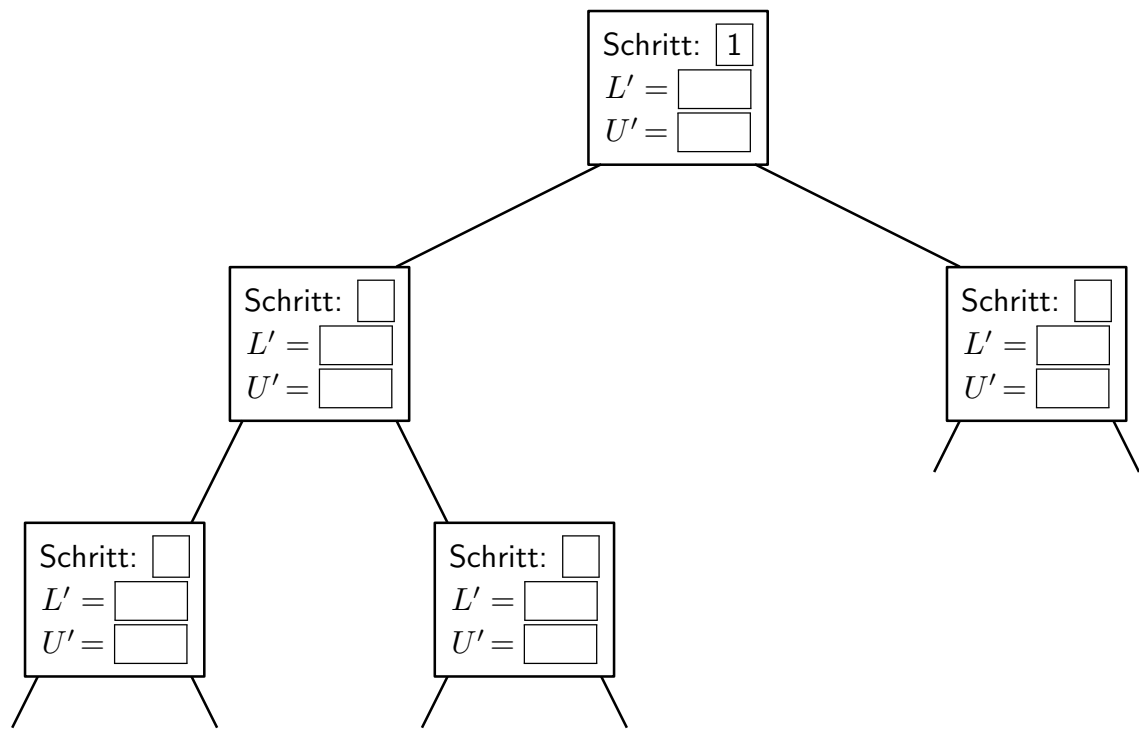 Schritt: 1
L′ =
U′ =
Schritt:
L′ =
U′ =
Schritt:
L′ =
U′ =
Schritt:
L′ =
U′ =
Schritt:
L′ =
U′ =